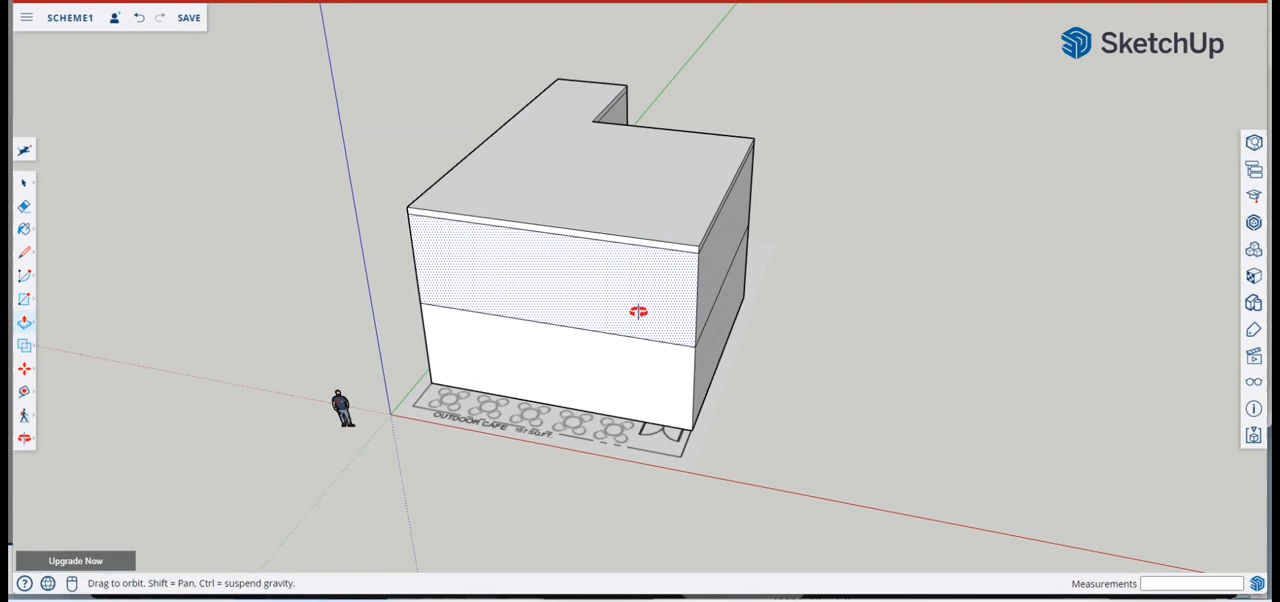 SCHEME1
SAVE
SketchUp
OUTDOOR CAFE
Upgrade Now
Drag to orbit. Shift = Pan, Ctrl = suspend gravity.
Measurements